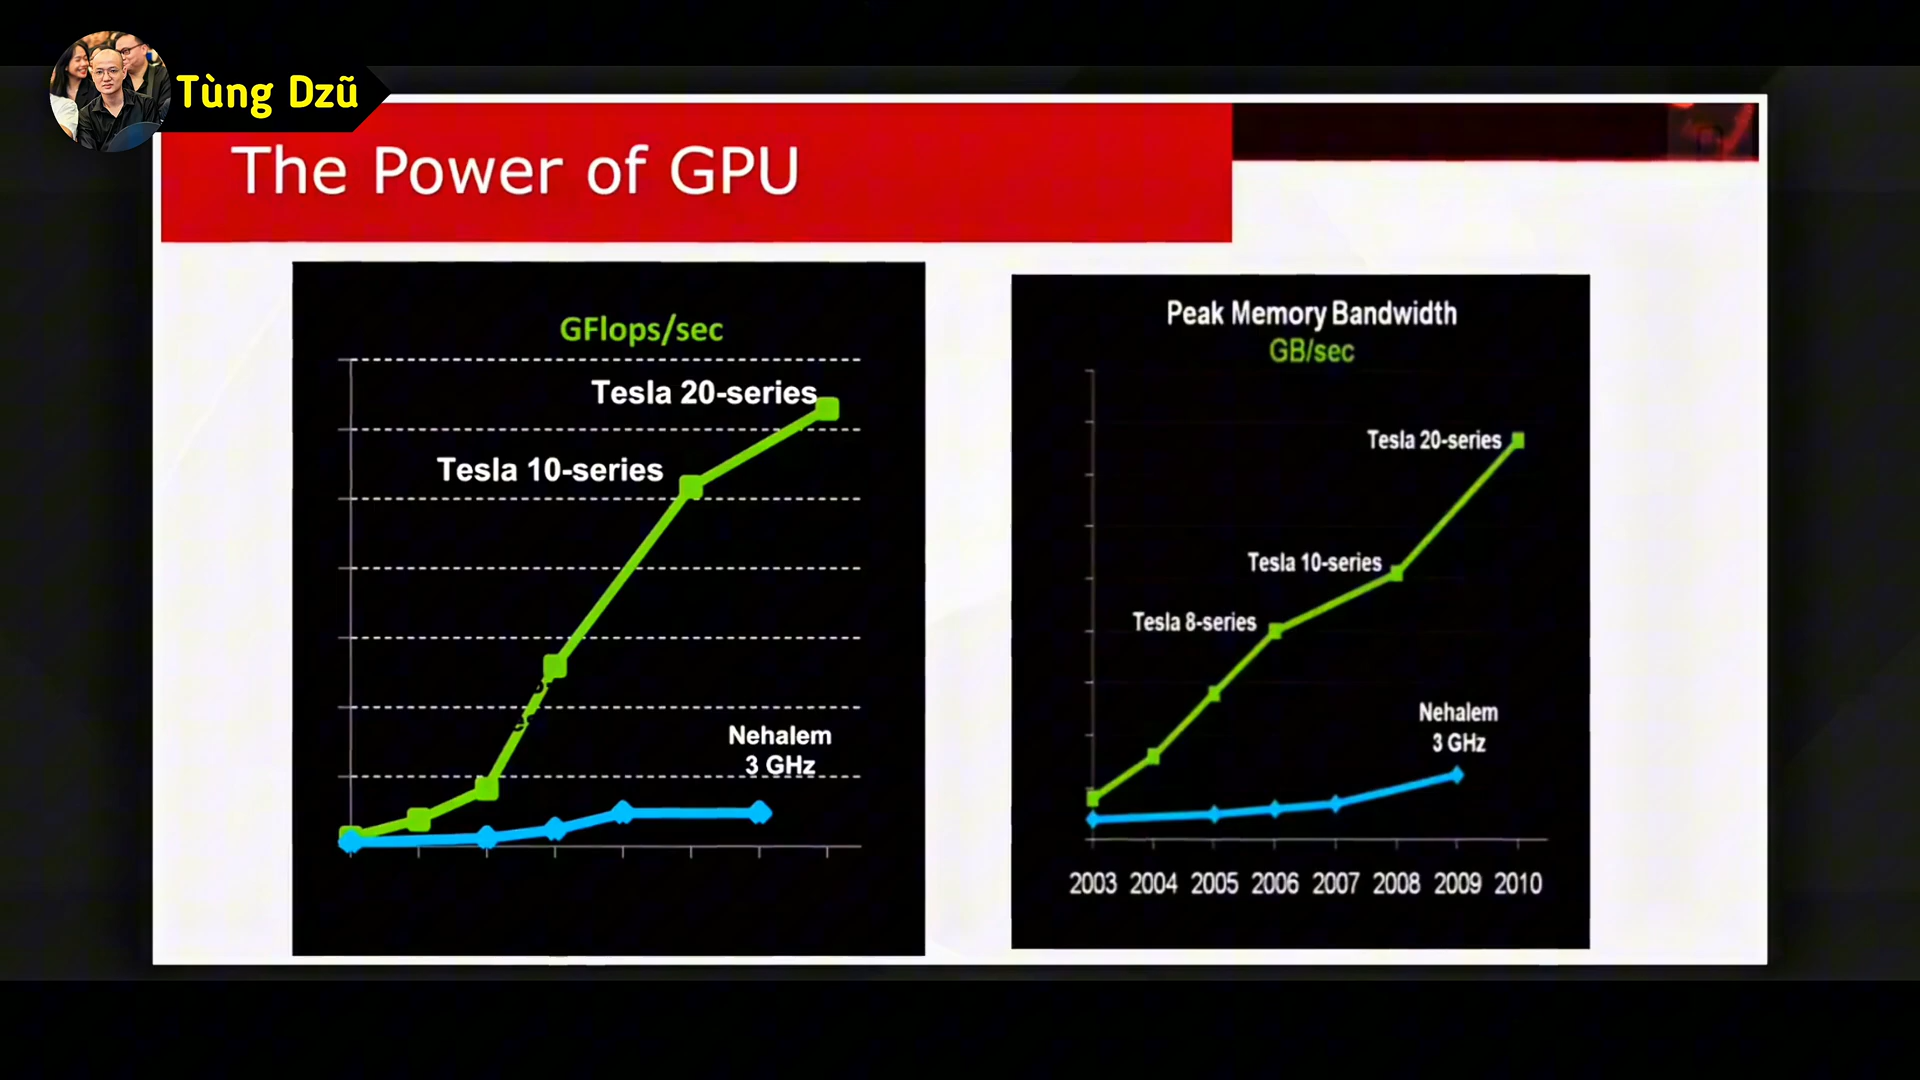 Tùng Dzũ
The Power of GPU
GFlops/sec
Tesla 20-series
Tesla 10-series
Nehalem
3 GHz
Peak Memory Bandwidth
GB/sec
Tesla 20-series
Tesla 10-series
Tesla 8-series
Nehalem
3 GHz
2003 2004 2005 2006 2007 2008 2009 2010